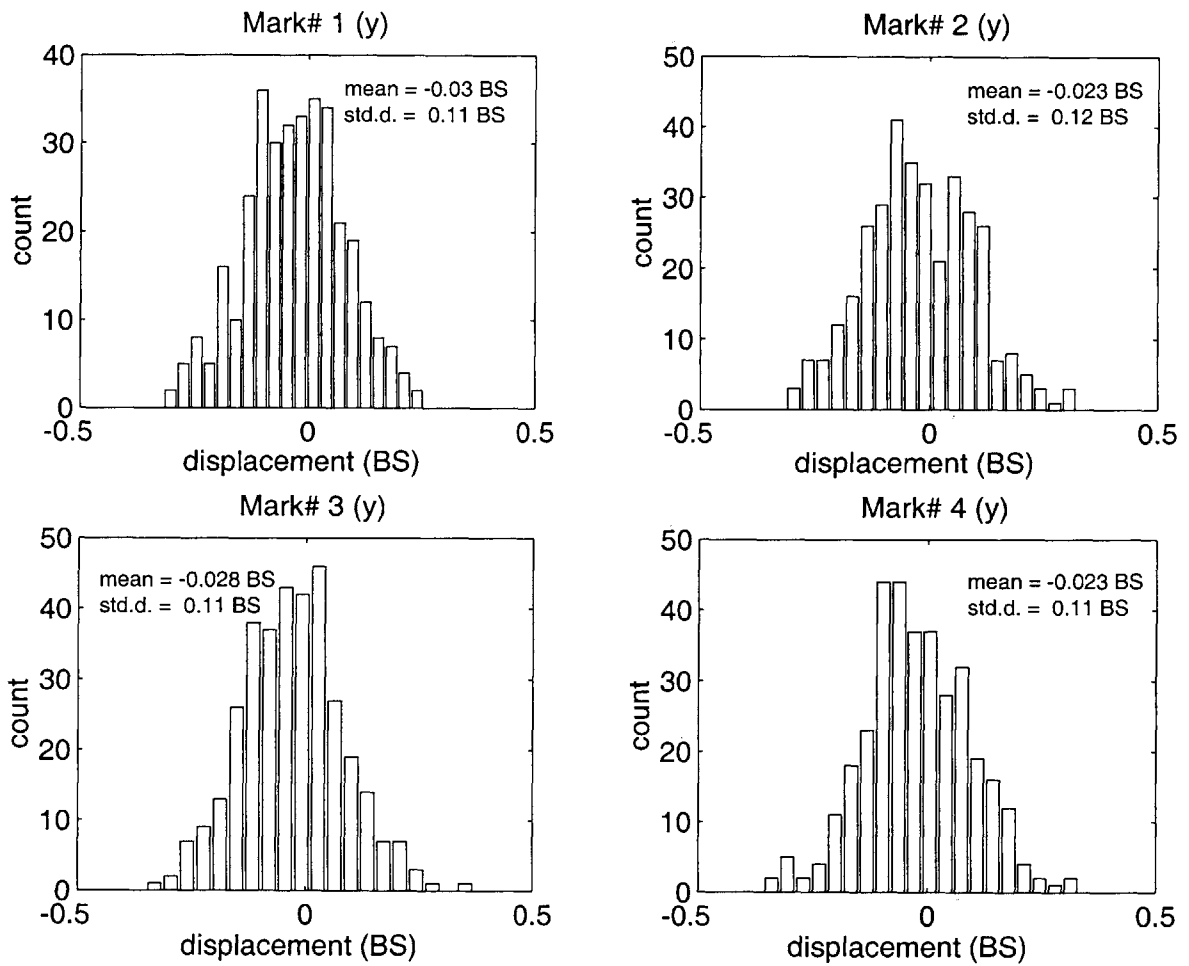 Mark# 1 (y)
40
30
20
10
0
-0.5
0
0.5
count
displacement (BS)
mean = -0.03 BS
std.d. = 0.11 BS
Mark# 2 (y)
50
40
30
20
10
0
-0.5
0
0.5
count
displacement (BS)
mean = -0.023 BS
std.d. = 0.12 BS
Mark# 3 (y)
50
40
30
20
10
0
-0.5
0
0.5
count
displacement (BS)
mean = -0.028 BS
std.d. = 0.11 BS
Mark# 4 (y)
50
40
30
20
10
0
-0.5
0
0.5
count
displacement (BS)
mean = -0.023 BS
std.d. = 0.11 BS